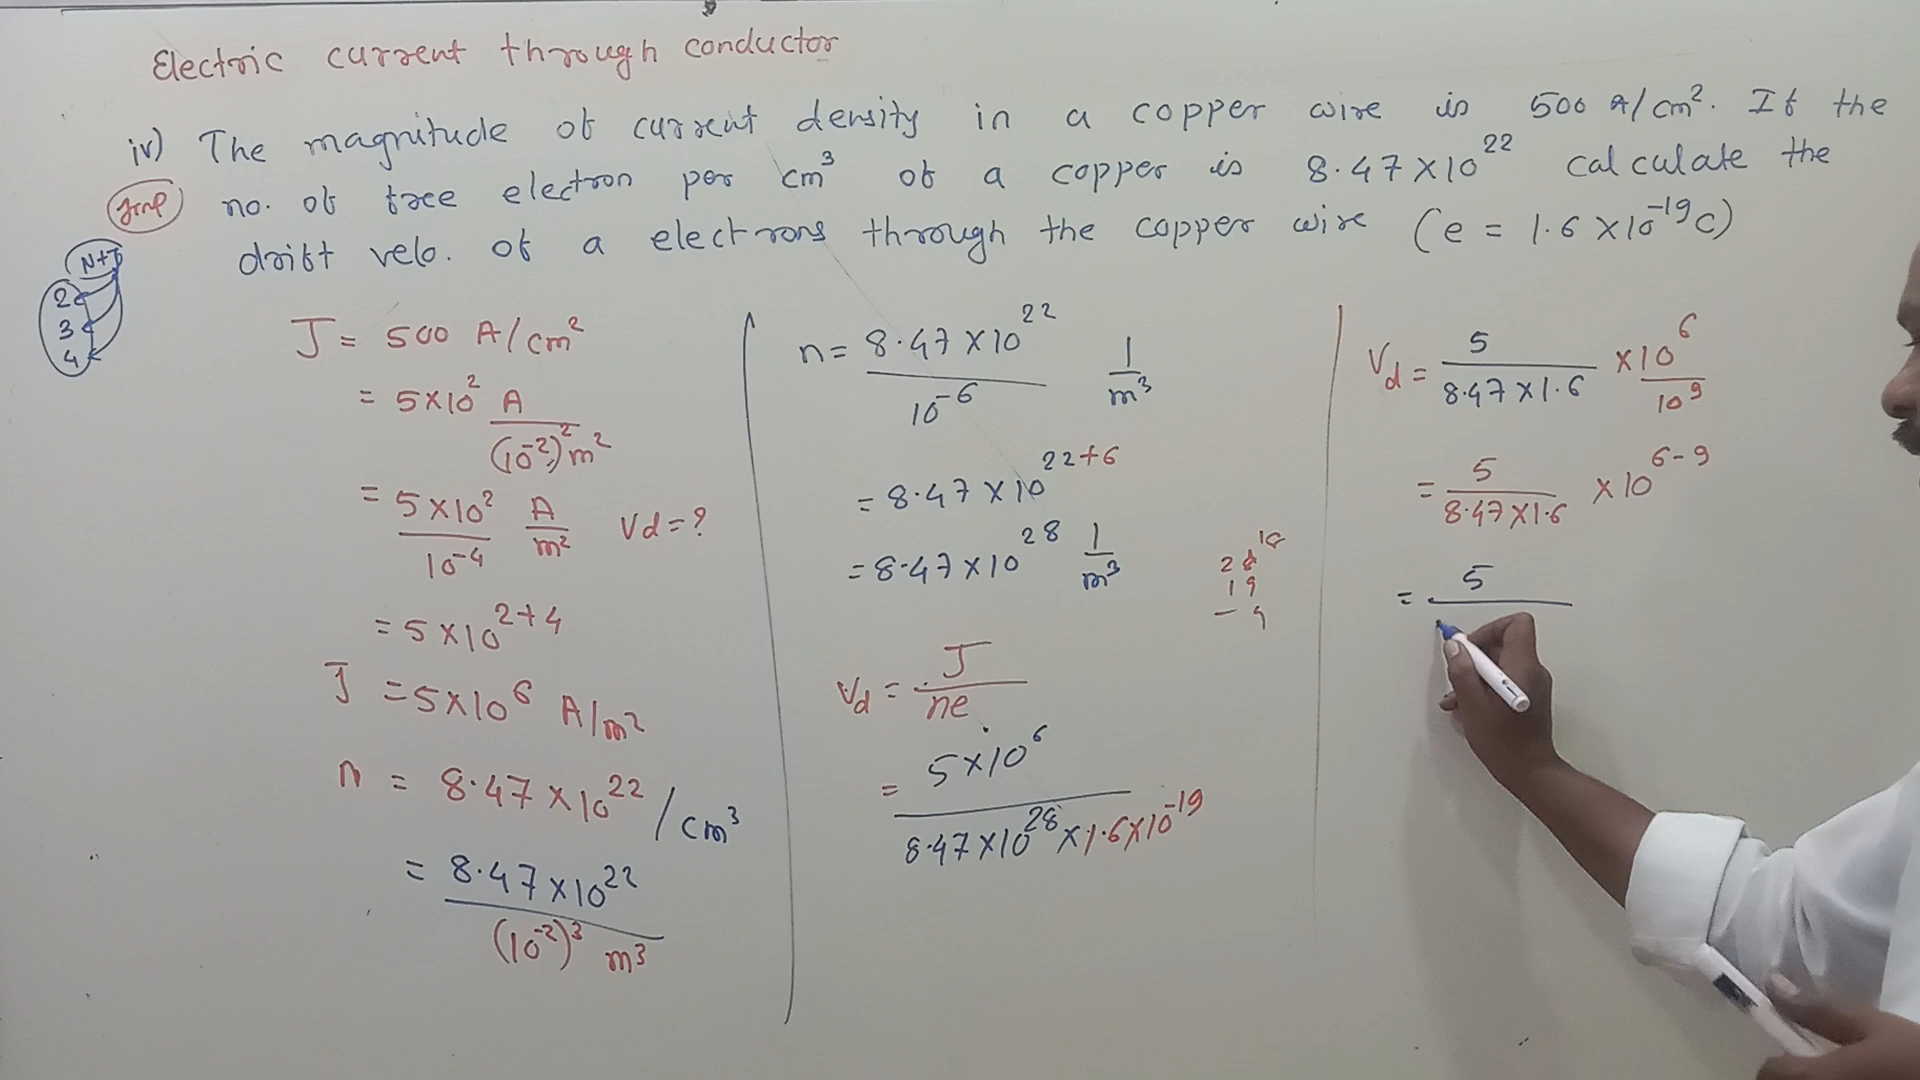 Electric current through conductor
iv) The magnitude of current density in a copper wire is 500 A/cm². If the
Imp no. of free electron per cm³ of a copper is 8.47×10²² calculate the
drift velo. of a electrons through the copper wire (e = 1.6×10⁻¹⁹C)
N+J
2
3
4
J = 500 A/cm²
= 5×10² A / (10⁻²)² m²
= 5×10² / 10⁻⁴ A/m² Vd = ?
= 5×10²⁺⁴
J = 5×10⁶ A/m²
n = 8.47×10²² / cm³
= 8.47×10²² / (10⁻²)³ m³
n = 8.47×10²² / 10⁻⁶ 1/m³
= 8.47×10²²⁺⁶
= 8.47×10²⁸ 1/m³
Vd = J / ne
= 5×10⁶ / 8.47×10²⁸×1.6×10⁻¹⁹
19
- 9
Vd = 5 / 8.47×1.6 ×10⁶ / 10⁹
= 5 / 8.47×1.6 ×10⁶⁻⁹
= 5